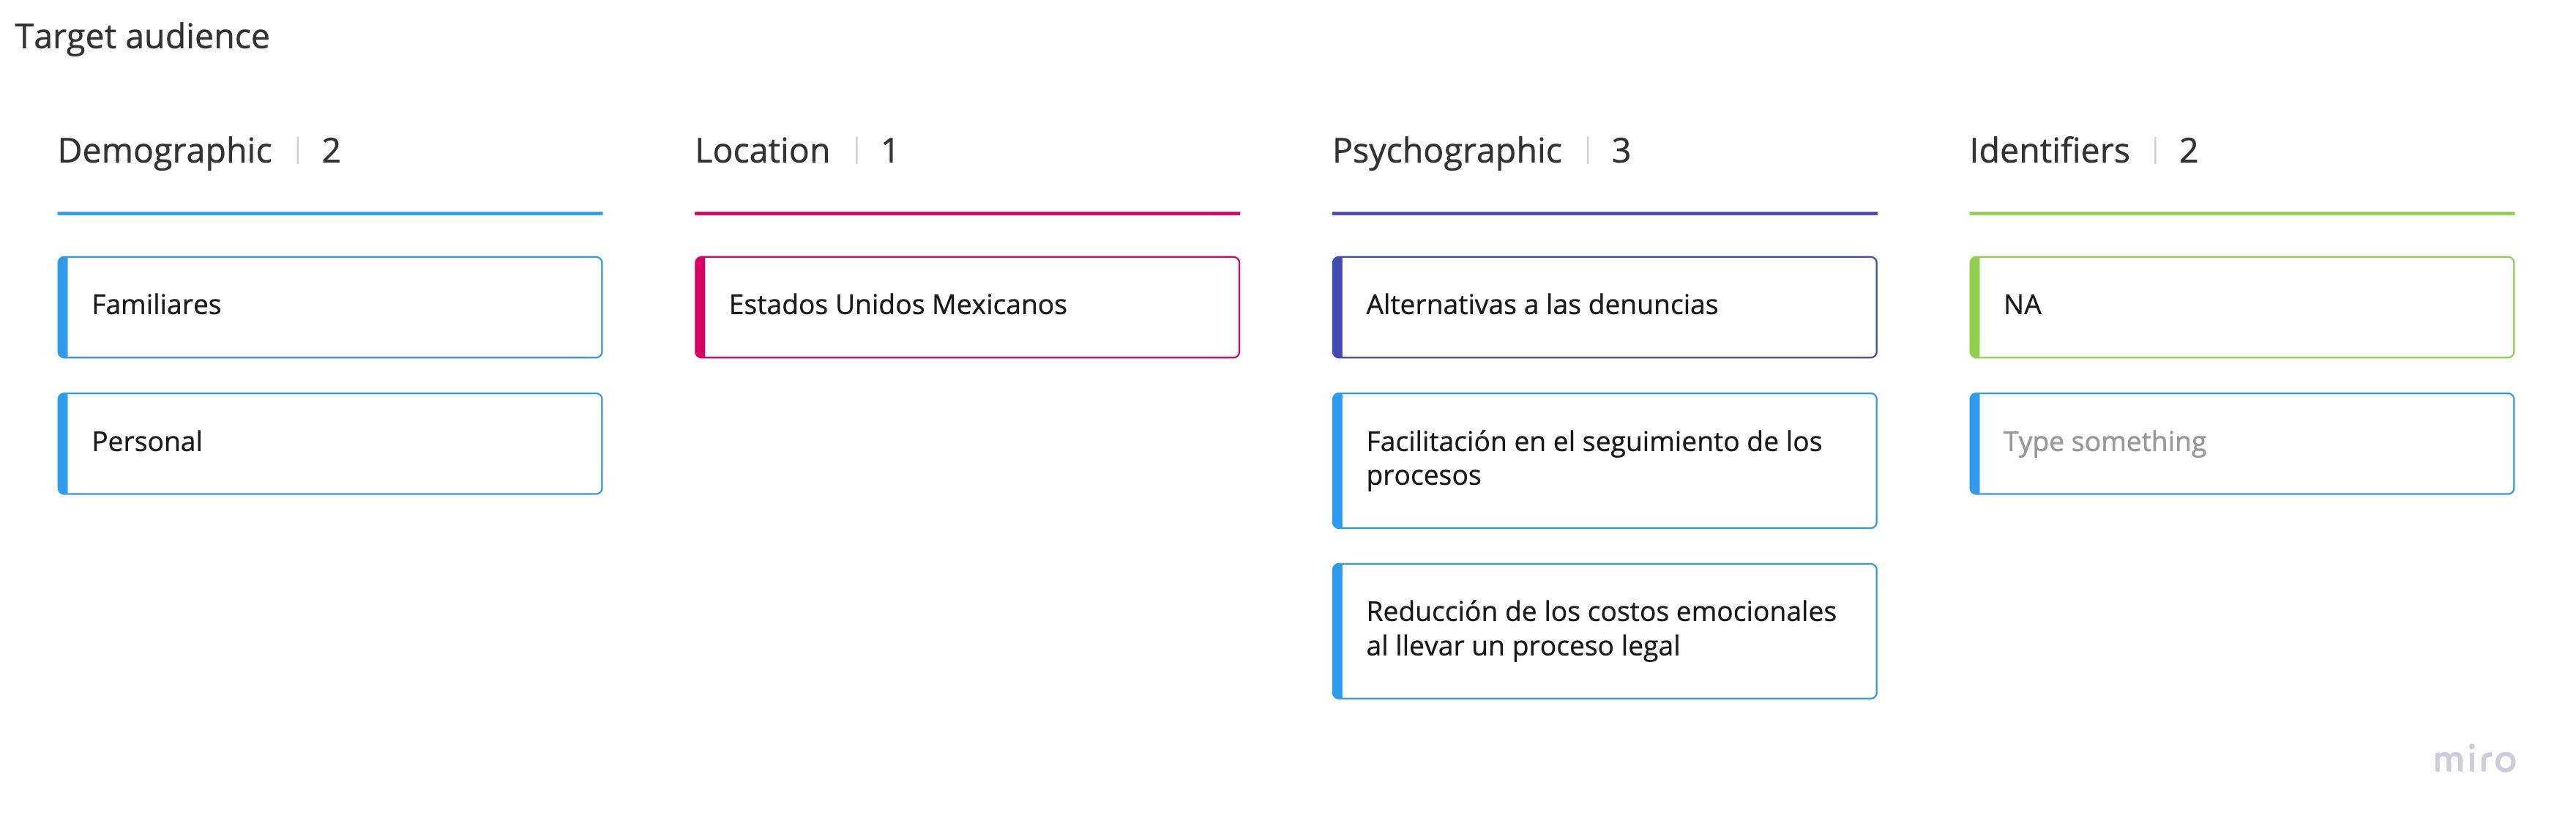 Target audience
Demographic | 2
Familiares
Personal
Location | 1
Estados Unidos Mexicanos
Psychographic | 3
Alternativas a las denuncias
Facilitación en el seguimiento de los
procesos
Reducción de los costos emocionales
al llevar un proceso legal
Identifiers | 2
NA
Type something
miro